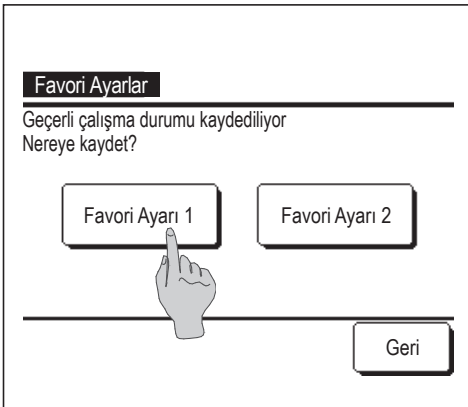 Favori Ayarlar
Geçerli çalışma durumu kaydediliyor
Nereye kaydet?
Favori Ayarı 1
Favori Ayarı 2
Geri